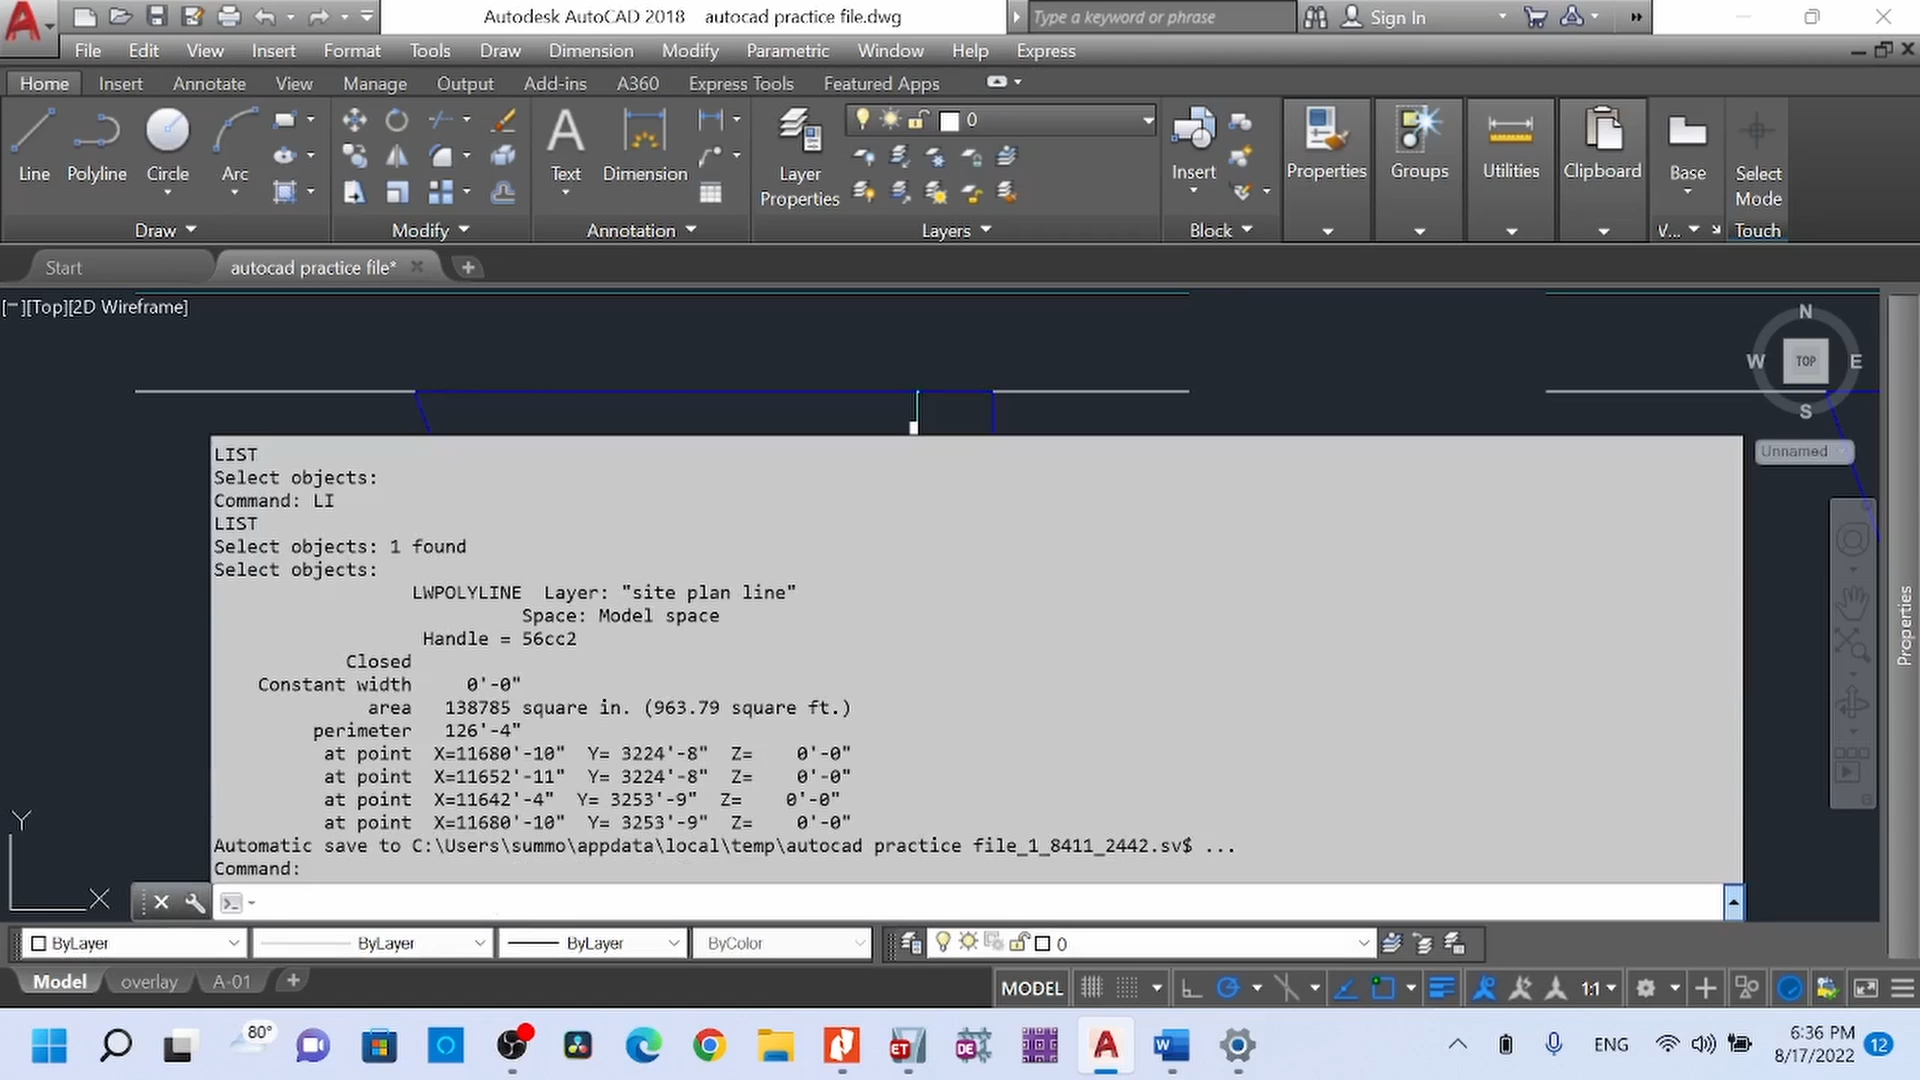 Autodesk AutoCAD 2018 autocad practice file.dwg
Type a keyword or phrase
Sign In
File Edit View Insert Format Tools Draw Dimension Modify Parametric Window Help Express
Home Insert Annotate View Manage Output Add-ins A360 Express Tools Featured Apps
0
Line Polyline Circle Arc Text Dimension Layer Properties Insert Properties Groups Utilities Clipboard Base Select Mode
Draw Modify Annotation Layers Block V... Touch
Start autocad practice file*
[−][Top][2D Wireframe]
N
W TOP E
S
Unnamed
Properties
LIST
Select objects:
Command: LI
LIST
Select objects: 1 found
Select objects:
LWPOLYLINE Layer: "site plan line"
Space: Model space
Handle = 56cc2
Closed
Constant width 0'-0"
area 138785 square in. (963.79 square ft.)
perimeter 126'-4"
at point X=11680'-10" Y= 3224'-8" Z= 0'-0"
at point X=11652'-11" Y= 3224'-8" Z= 0'-0"
at point X=11642'-4" Y= 3253'-9" Z= 0'-0"
at point X=11680'-10" Y= 3253'-9" Z= 0'-0"
Automatic save to C:\Users\summo\appdata\local\temp\autocad practice file_1_8411_2442.sv$ ...
Command:
Y
X
ByLayer ByLayer ByLayer ByColor 0
Model overlay A-01
MODEL 1:1
80°
ET DE A W
ENG
6:36 PM
8/17/2022
12